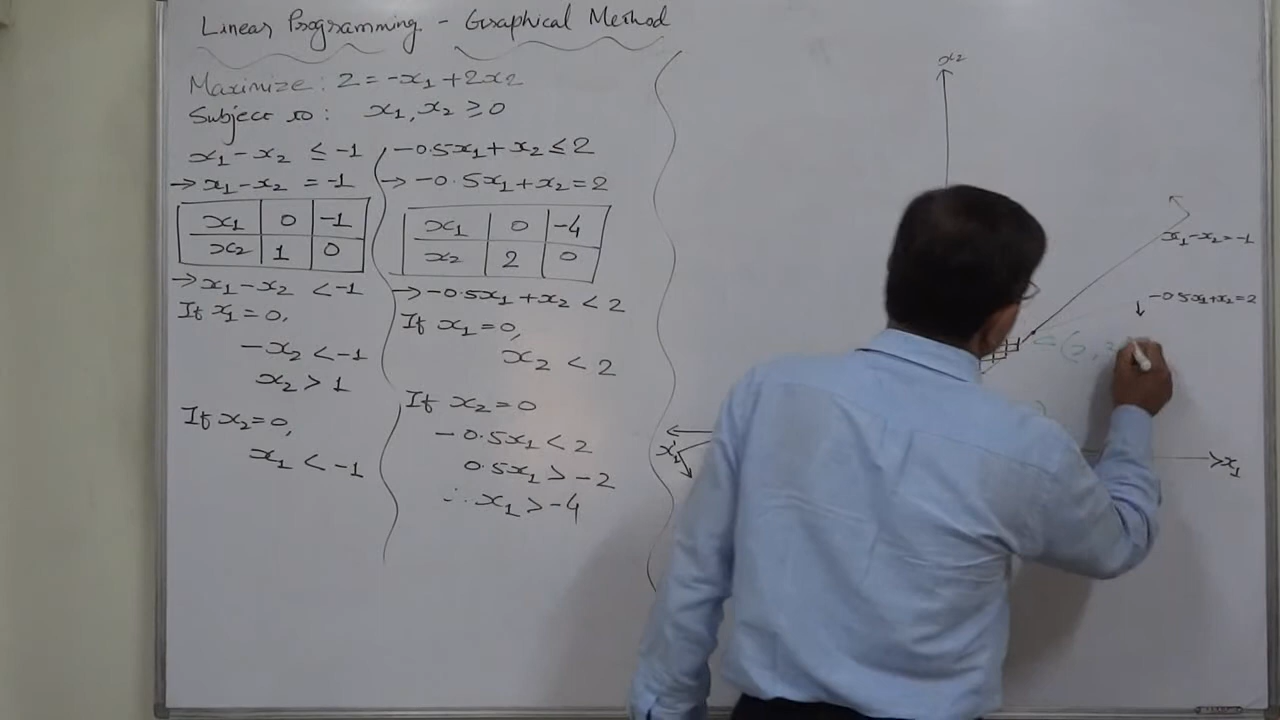 Linear Programming - Graphical Method
Maximize: Z = -x1 + 2x2
Subject to: x1, x2 ≥ 0
x1 - x2 ≤ -1
→ x1 - x2 = -1
x1 0 -1
x2 1 0
→ x1 - x2 < -1
If x1 = 0,
-x2 < -1
x2 > 1
If x2 = 0,
x1 < -1
-0.5x1 + x2 ≤ 2
→ -0.5x1 + x2 = 2
x1 0 -4
x2 2 0
→ -0.5x1 + x2 < 2
If x1 = 0,
x2 < 2
If x2 = 0
-0.5x1 < 2
0.5x1 > -2
∴ x1 > -4
x2
x1 - x2 = -1
-0.5x1 + x2 = 2
(2, 3
x1
x1